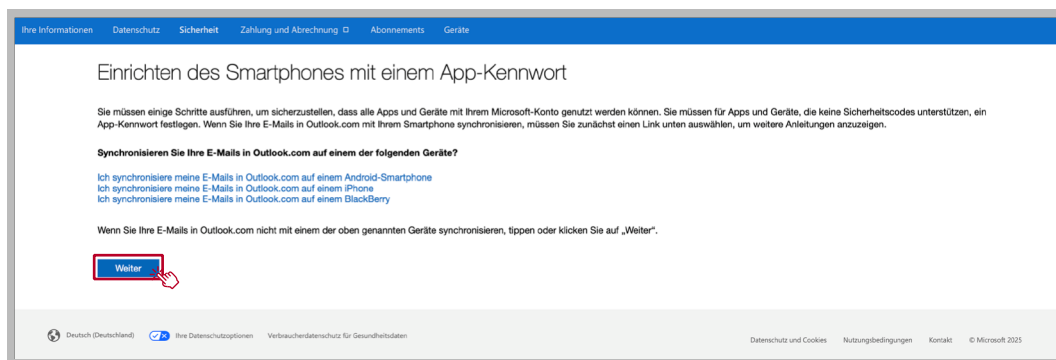 Ihre Informationen Datenschutz Sicherheit Zahlung und Abrechnung Abonnements Geräte
Einrichten des Smartphones mit einem App-Kennwort
Sie müssen einige Schritte ausführen, um sicherzustellen, dass alle Apps und Geräte mit Ihrem Microsoft-Konto genutzt werden können. Sie müssen für Apps und Geräte, die keine Sicherheitscodes unterstützen, ein
App-Kennwort festlegen. Wenn Sie Ihre E-Mails in Outlook.com mit Ihrem Smartphone synchronisieren, müssen Sie zunächst einen Link unten auswählen, um weitere Anleitungen anzuzeigen.
Synchronisieren Sie Ihre E-Mails in Outlook.com auf einem der folgenden Geräte?
Ich synchronisiere meine E-Mails in Outlook.com auf einem Android-Smartphone
Ich synchronisiere meine E-Mails in Outlook.com auf einem iPhone
Ich synchronisiere meine E-Mails in Outlook.com auf einem BlackBerry
Wenn Sie Ihre E-Mails in Outlook.com nicht mit einem der oben genannten Geräte synchronisieren, tippen oder klicken Sie auf „Weiter“.
Weiter
Deutsch (Deutschland) Ihre Datenschutzoptionen Verbraucherdatenschutz für Gesundheitsdaten
Datenschutz und Cookies Nutzungsbedingungen Kontakt © Microsoft 2025